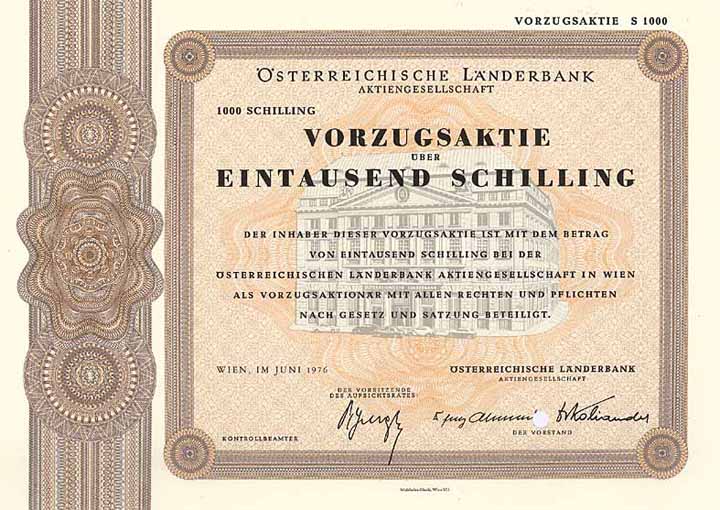 VORZUGSAKTIE S 1000
ÖSTERREICHISCHE LÄNDERBANK
AKTIENGESELLSCHAFT
1000 SCHILLING
VORZUGSAKTIE
ÜBER
EINTAUSEND SCHILLING
DER INHABER DIESER VORZUGSAKTIE IST MIT DEM BETRAG
VON EINTAUSEND SCHILLING BEI DER
ÖSTERREICHISCHEN LÄNDERBANK AKTIENGESELLSCHAFT IN WIEN
ALS VORZUGSAKTIONÄR MIT ALLEN RECHTEN UND PFLICHTEN
NACH GESETZ UND SATZUNG BETEILIGT.
WIEN, IM JUNI 1976
ÖSTERREICHISCHE LÄNDERBANK
AKTIENGESELLSCHAFT
DER VORSITZENDE
DES AUFSICHTSRATES:
KONTROLLBEAMTER
DER VORSTAND